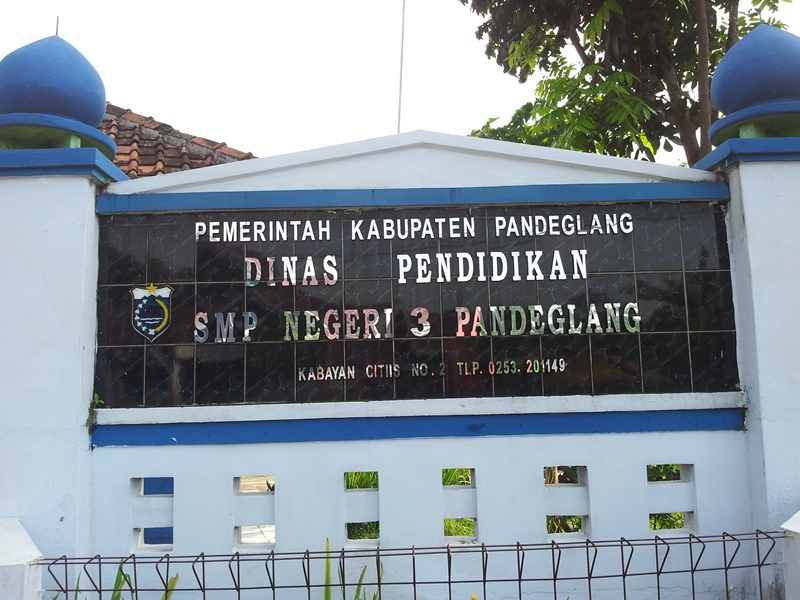 PEMERINTAH KABUPATEN PANDEGLANG
DINAS PENDIDIKAN
SMP NEGERI 3 PANDEGLANG
KABAYAN CITIIS NO. 2 TLP. 0253. 201149